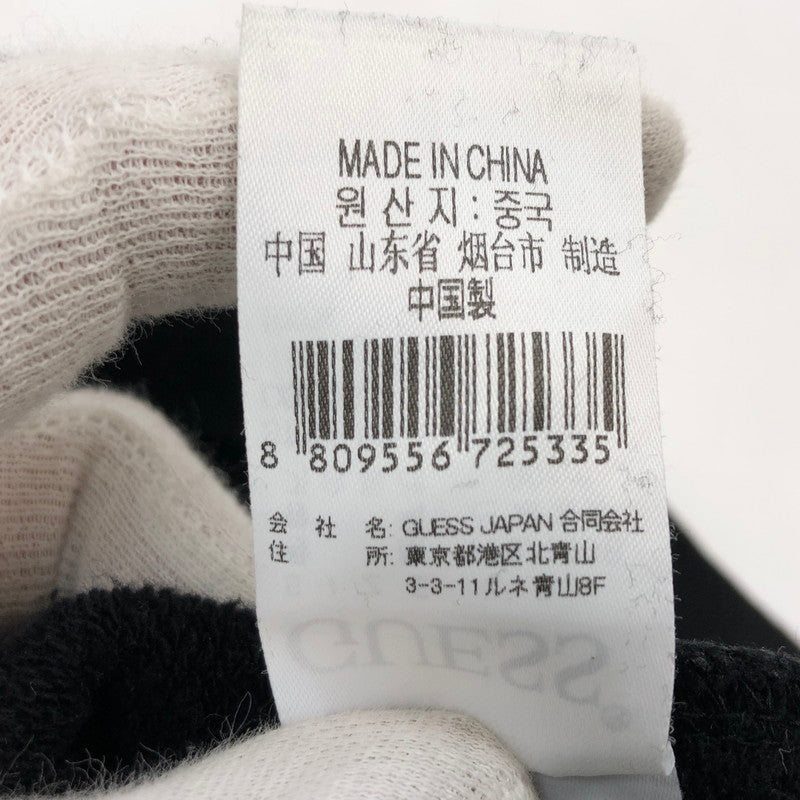 MADE IN CHINA
원 산 지 : 중국
中国 山东省 烟台市 制造
中国製
8 809556 725335
会 社 名: GUESS JAPAN 合同会社
住 所: 東京都港区北青山
3-3-11ルネ青山8F
GUESS®